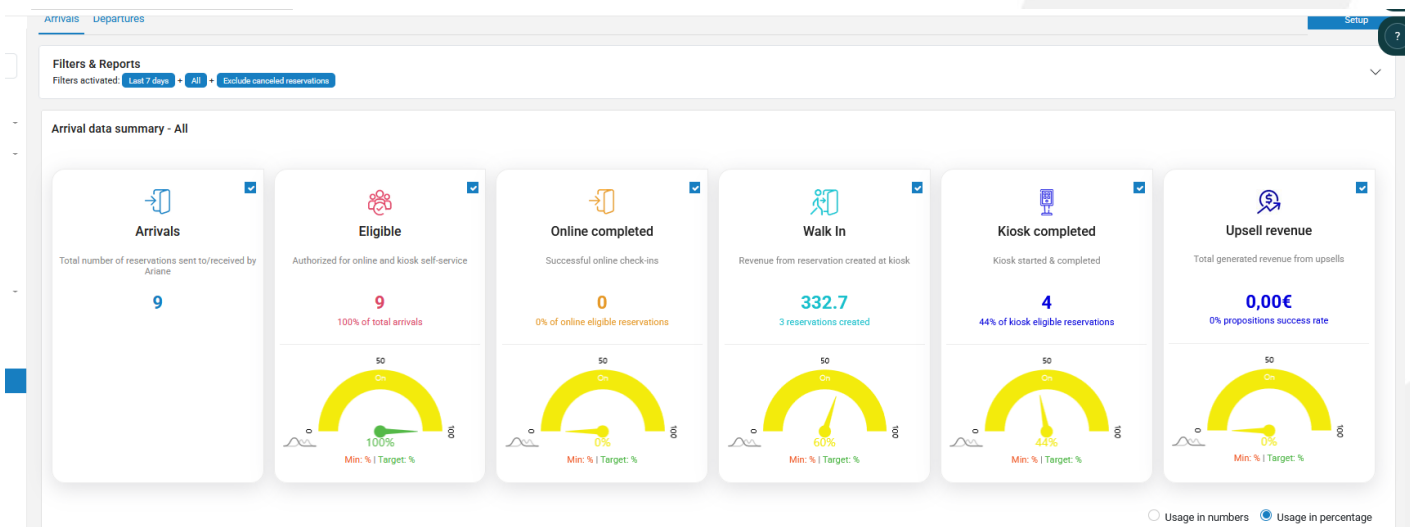 Arrivals Departures
Setup
?
Filters & Reports
Filters activated: Last 7 days + All + Exclude canceled reservations
Arrival data summary - All
Arrivals
Total number of reservations sent to/received by
Ariane
9
Eligible
Authorized for online and kiosk self-service
9
100% of total arrivals
50
On
0
100
100%
Min: % | Target: %
Online completed
Successful online check-ins
0
0% of online eligible reservations
50
On
0
100
0%
Min: % | Target: %
Walk In
Revenue from reservation created at kiosk
332.7
3 reservations created
50
On
0
100
60%
Min: % | Target: %
Kiosk completed
Kiosk started & completed
4
44% of kiosk eligible reservations
50
On
0
100
44%
Min: % | Target: %
Upsell revenue
Total generated revenue from upsells
0,00€
0% propositions success rate
50
On
0
100
0%
Min: % | Target: %
Usage in numbers Usage in percentage